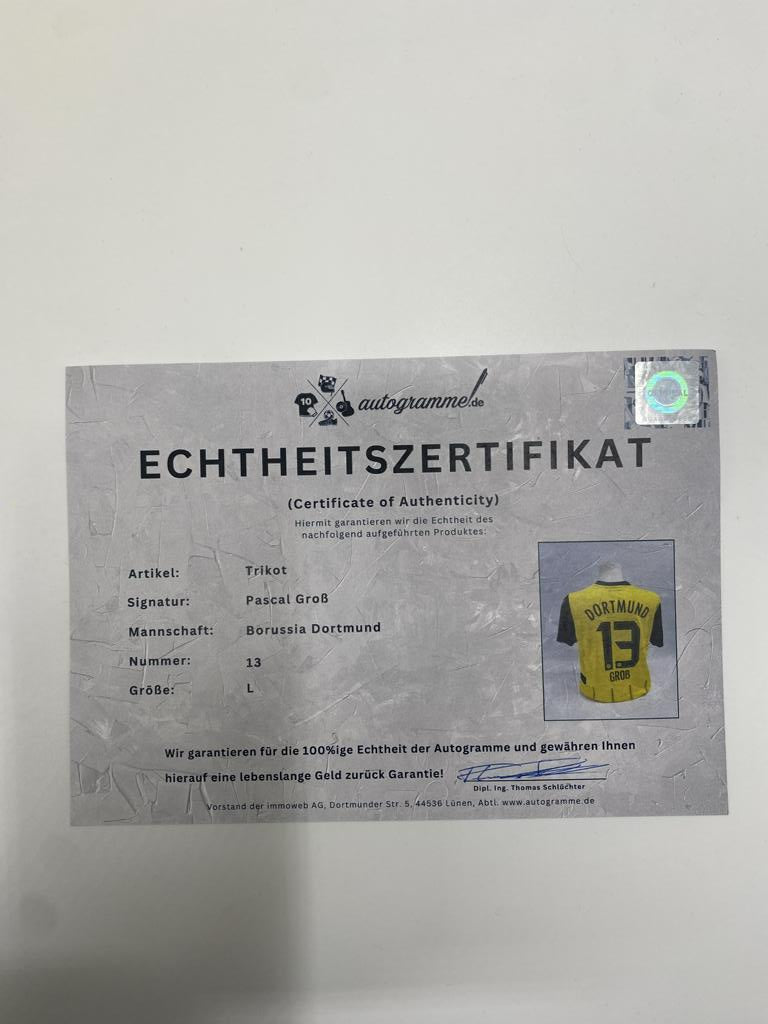 10
autogramme.de
ORIGINAL
ECHTHEITSZERTIFIKAT
(Certificate of Authenticity)
Hiermit garantieren wir die Echtheit des
nachfolgend aufgeführten Produktes:
Artikel: Trikot
Signatur: Pascal Groß
Mannschaft: Borussia Dortmund
Nummer: 13
Größe: L
DORTMUND
13
GROß
Wir garantieren für die 100%ige Echtheit der Autogramme und gewähren Ihnen
hierauf eine lebenslange Geld zurück Garantie!
Dipl. Ing. Thomas Schlüchter
Vorstand der immoweb AG, Dortmunder Str. 5, 44536 Lünen, Abtl. www.autogramme.de